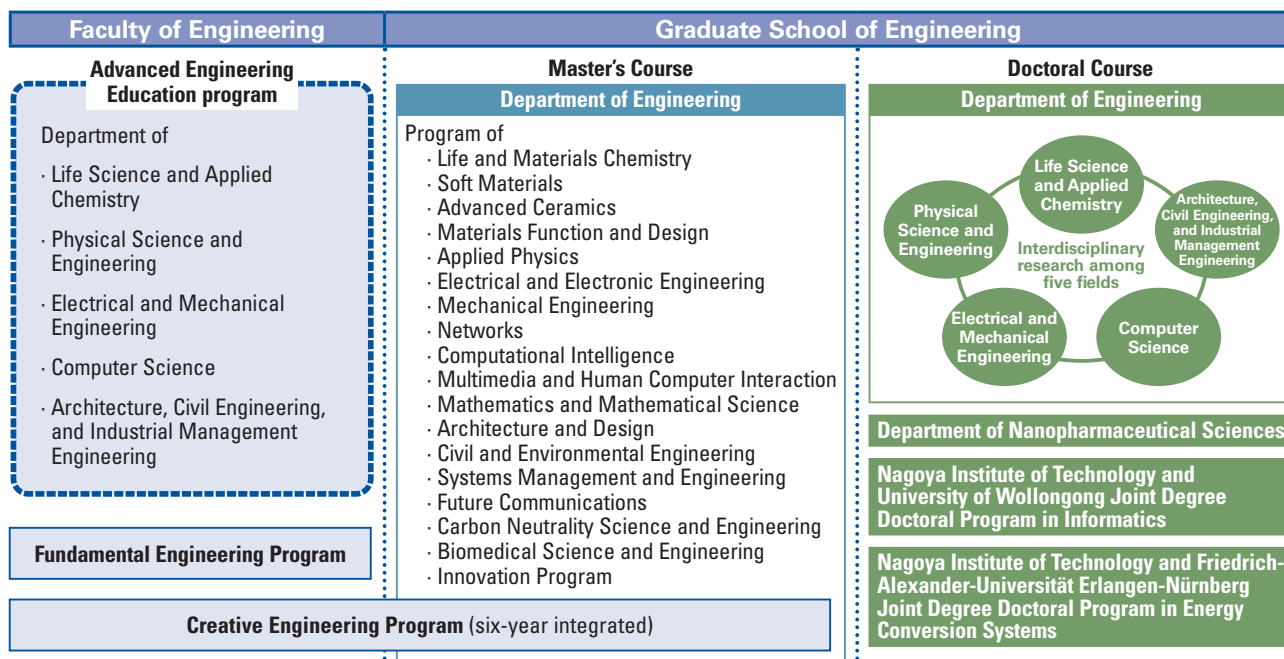 Faculty of Engineering
Graduate School of Engineering
Advanced Engineering
Education program
Department of
· Life Science and Applied
Chemistry
· Physical Science and
Engineering
· Electrical and Mechanical
Engineering
· Computer Science
· Architecture, Civil Engineering,
and Industrial Management
Engineering
Fundamental Engineering Program
Master's Course
Department of Engineering
Program of
· Life and Materials Chemistry
· Soft Materials
· Advanced Ceramics
· Materials Function and Design
· Applied Physics
· Electrical and Electronic Engineering
· Mechanical Engineering
· Networks
· Computational Intelligence
· Multimedia and Human Computer Interaction
· Mathematics and Mathematical Science
· Architecture and Design
· Civil and Environmental Engineering
· Systems Management and Engineering
· Future Communications
· Carbon Neutrality Science and Engineering
· Biomedical Science and Engineering
· Innovation Program
Creative Engineering Program (six-year integrated)
Doctoral Course
Department of Engineering
Life Science
and Applied
Chemistry
Physical
Science and
Engineering
Architecture,
Civil Engineering,
and Industrial
Management
Engineering
Interdisciplinary
research among
five fields
Electrical and
Mechanical
Engineering
Computer
Science
Department of Nanopharmaceutical Sciences
Nagoya Institute of Technology and
University of Wollongong Joint Degree
Doctoral Program in Informatics
Nagoya Institute of Technology and Friedrich-
Alexander-Universität Erlangen-Nürnberg
Joint Degree Doctoral Program in Energy
Conversion Systems